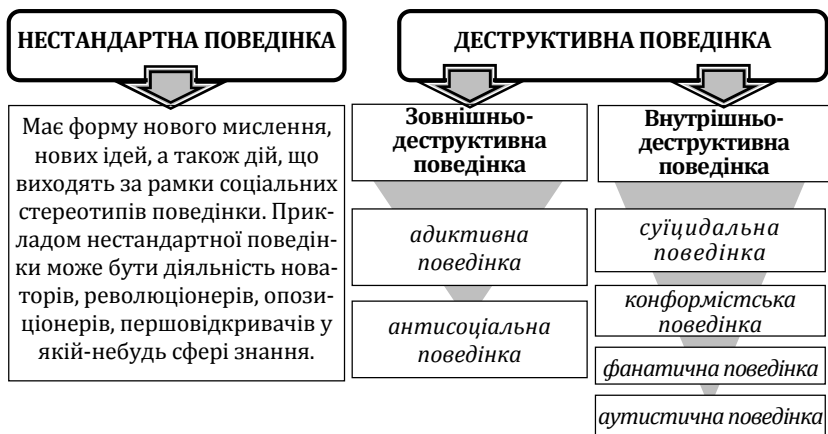 НЕСТАНДАРТНА ПОВЕДІНКА
ДЕСТРУКТИВНА ПОВЕДІНКА
Має форму нового мислення,
нових ідей, а також дій, що
виходять за рамки соціальних
стереотипів поведінки. Прик-
ладом нестандартної поведін-
ки може бути діяльність нова-
торів, революціонерів, опози-
ціонерів, першовідкривачів у
якій-небудь сфері знання.
Зовнішньо-
деструктивна
поведінка
адиктивна
поведінка
антисоціальна
поведінка
Внутрішньо-
деструктивна
поведінка
суїцидальна
поведінка
конформістська
поведінка
фанатична поведінка
аутистична поведінка